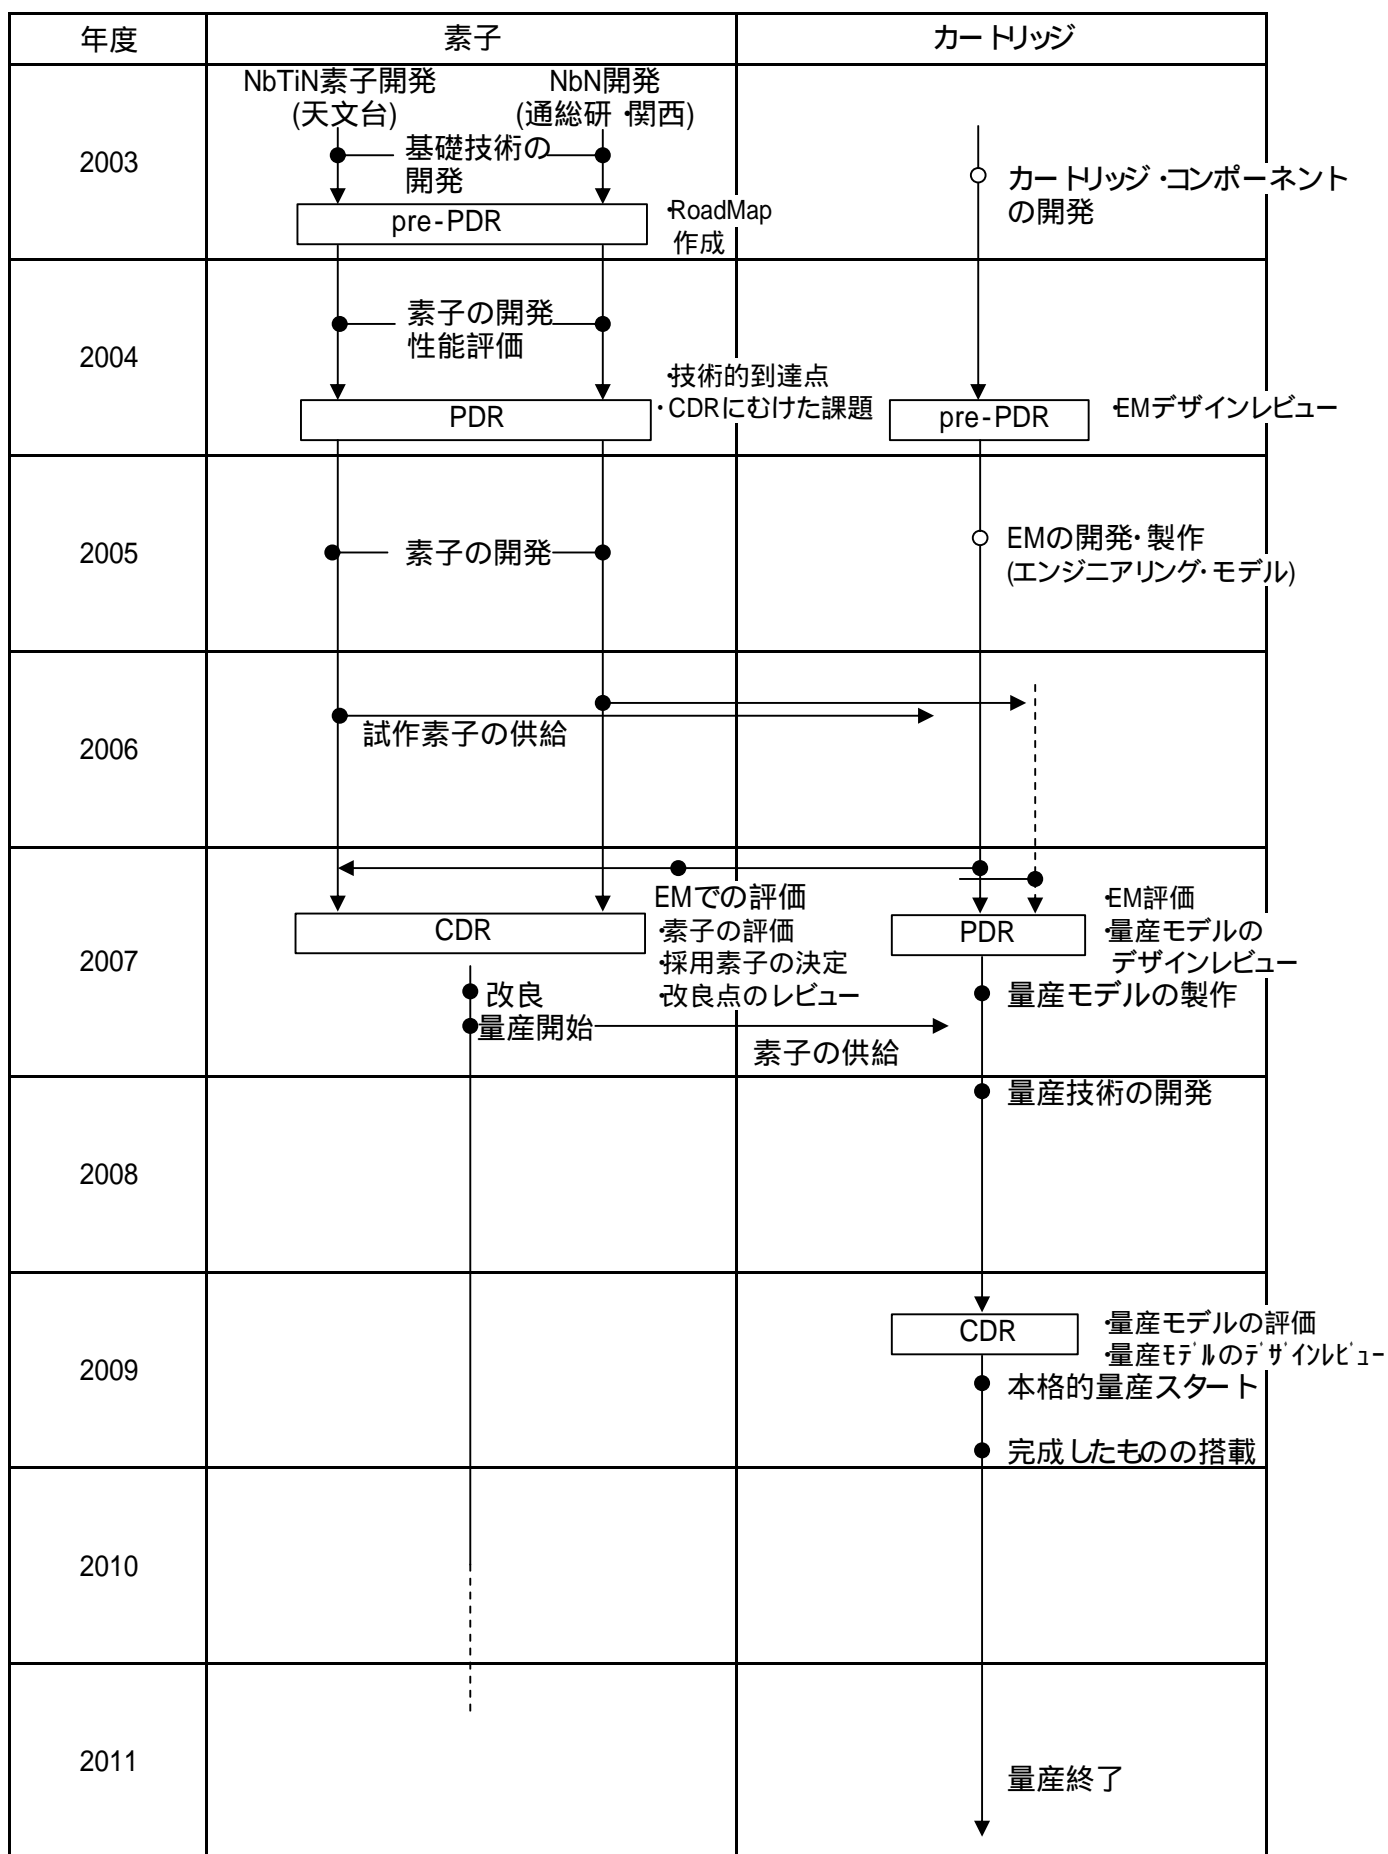 年度
素子
カートリッジ
2003
NbTiN素子開発
(天文台)
NbN開発
(通総研・関西)
基礎技術の
開発
pre-PDR
・RoadMap
作成
カートリッジ・コンポーネント
の開発
2004
素子の開発
性能評価
PDR
・技術的到達点
・CDRにむけた課題
pre-PDR
・EMデザインレビュー
2005
素子の開発
EMの開発・製作
(エンジニアリング・モデル)
2006
試作素子の供給
2007
CDR
EMでの評価
・素子の評価
・採用素子の決定
・改良点のレビュー
改良
量産開始
素子の供給
PDR
・EM評価
・量産モデルの
デザインレビュー
量産モデルの製作
2008
量産技術の開発
2009
CDR
・量産モデルの評価
・量産ﾓﾃﾞﾙのﾃﾞｻﾞｲﾝﾚﾋﾞｭｰ
本格的量産スタート
完成したものの搭載
2010
2011
量産終了